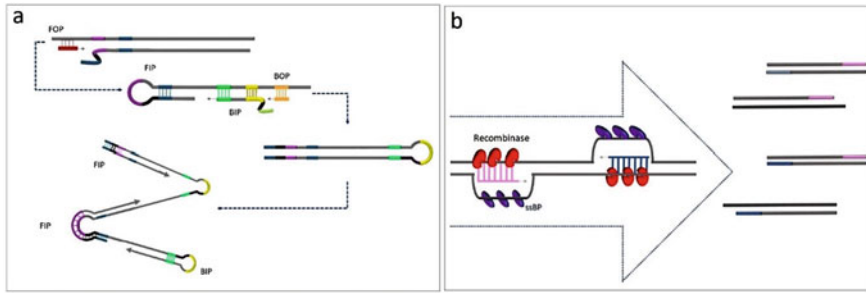 a
FOP
FIP
BOP
BIP
FIP
FIP
BIP
b
Recombinase
ssBP